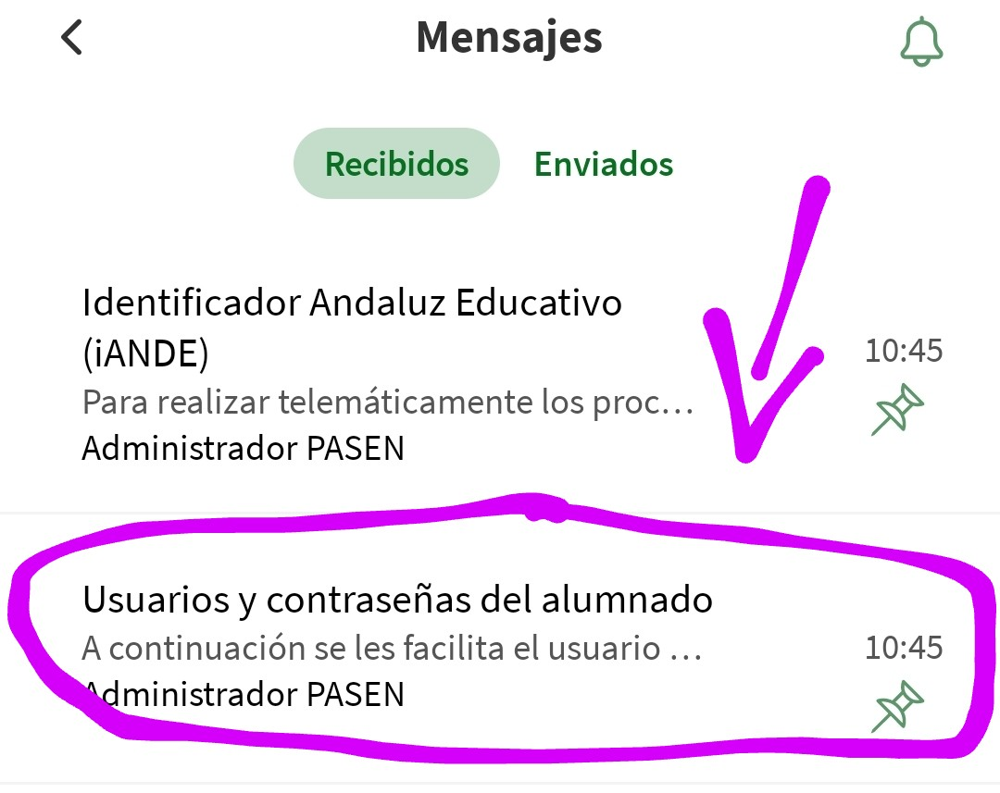 Mensajes
Recibidos Enviados
Identificador Andaluz Educativo
(iANDE)
10:45
Para realizar telemáticamente los proc...
Administrador PASEN
Usuarios y contraseñas del alumnado
A continuación se les facilita el usuario ...
10:45
Administrador PASEN